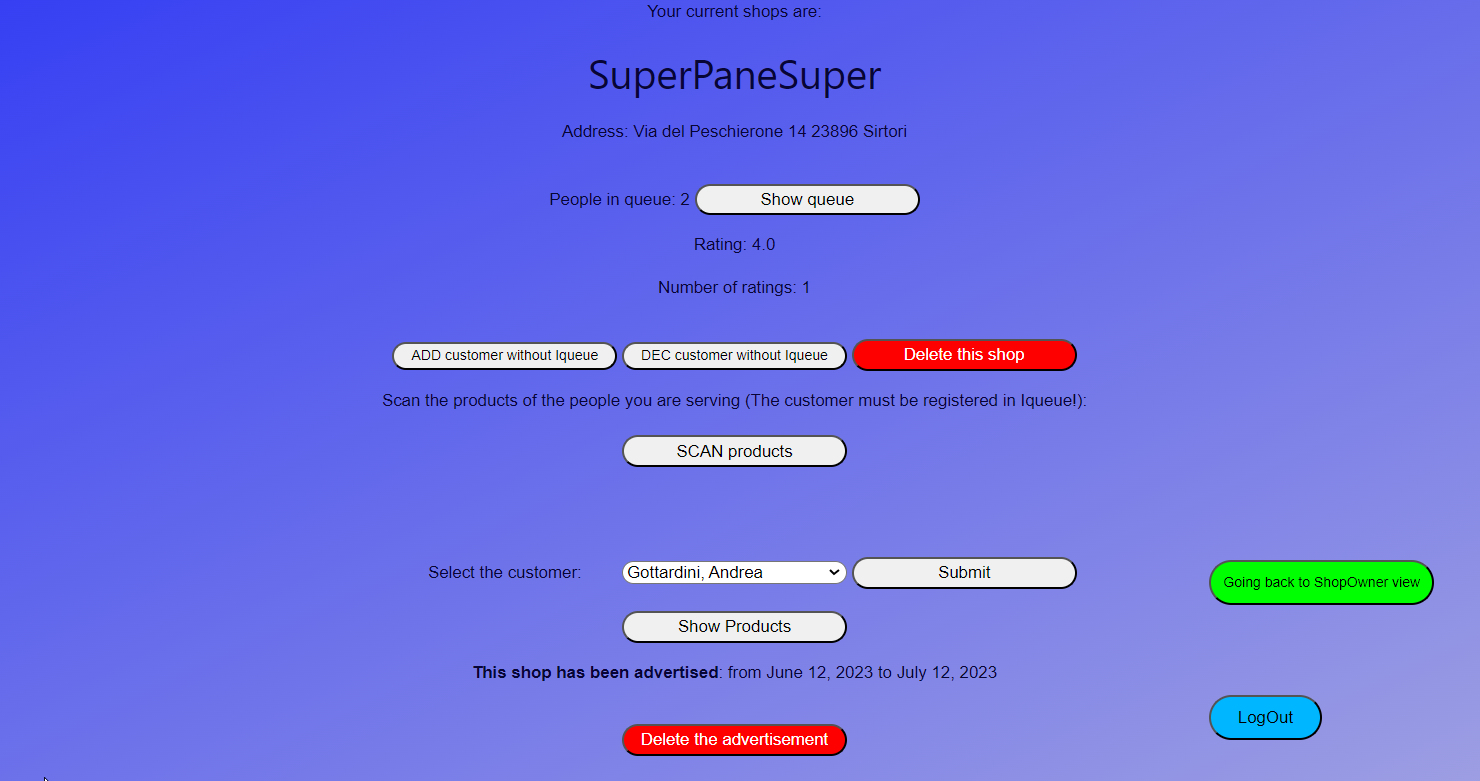 Your current shops are:
SuperPaneSuper
Address: Via del Peschierone 14 23896 Sirtori
People in queue: 2 Show queue
Rating: 4.0
Number of ratings: 1
ADD customer without Iqueue DEC customer without Iqueue Delete this shop
Scan the products of the people you are serving (The customer must be registered in Iqueue!):
SCAN products
Select the customer: Gottardini, Andrea Submit
Going back to ShopOwner view
Show Products
This shop has been advertised: from June 12, 2023 to July 12, 2023
LogOut
Delete the advertisement